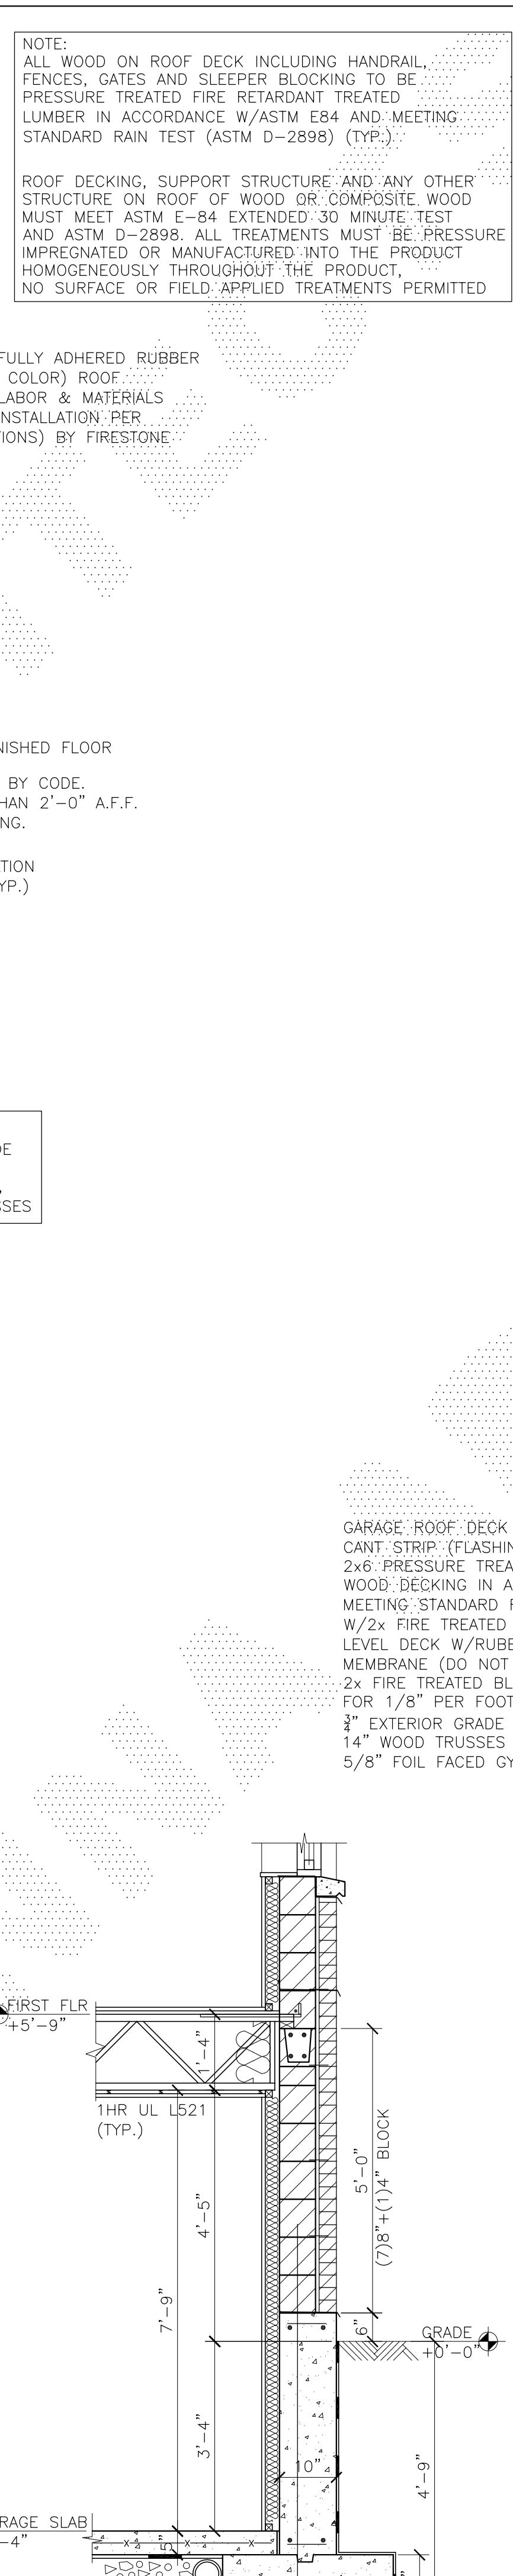 NOTE:
ALL WOOD ON ROOF DECK INCLUDING HANDRAIL,
FENCES, GATES AND SLEEPER BLOCKING TO BE
PRESSURE TREATED FIRE RETARDANT TREATED
LUMBER IN ACCORDANCE W/ASTM E84 AND MEETING
STANDARD RAIN TEST (ASTM D-2898) (TYP.)
ROOF DECKING, SUPPORT STRUCTURE AND ANY OTHER
STRUCTURE ON ROOF OF WOOD OR COMPOSITE WOOD
MUST MEET ASTM E-84 EXTENDED 30 MINUTE TEST
AND ASTM D-2898. ALL TREATMENTS MUST BE PRESSURE
IMPREGNATED OR MANUFACTURED INTO THE PRODUCT
HOMOGENEOUSLY THROUGHOUT THE PRODUCT,
NO SURFACE OR FIELD APPLIED TREATMENTS PERMITTED
FULLY ADHERED RUBBER
COLOR) ROOF
LABOR & MATERIALS
NSTALLATION PER
TIONS) BY FIRESTONE
NISHED FLOOR
BY CODE.
HAN 2'-0" A.F.F.
NG.
TION
YP.)
DE
SSES
GARAGE ROOF DECK
CANT STRIP (FLASHIN
2x6 PRESSURE TREA
WOOD DECKING IN A
MEETING STANDARD R
W/2x FIRE TREATED
LEVEL DECK W/RUBE
MEMBRANE (DO NOT
2x FIRE TREATED BL
FOR 1/8" PER FOOT
3/4" EXTERIOR GRADE
14" WOOD TRUSSES
5/8" FOIL FACED GY
FIRST FLR
+5'-9"
1'-4"
1HR UL L521
(TYP.)
5'-0"
(7)8"+(1)4" BLOCK
4'-5"
7'-9"
6"
GRADE
+0'-0"
3'-4"
10"
4'-9"
RAGE SLAB
-4"
5"